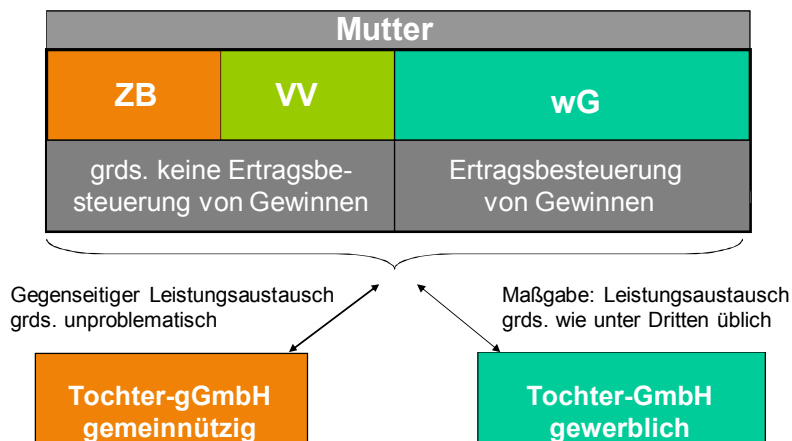 Mutter
ZB
VV
wG
grds. keine Ertragsbe-
steuerung von Gewinnen
Ertragsbesteuerung
von Gewinnen
Gegenseitiger Leistungsaustausch
grds. unproblematisch
Maßgabe: Leistungsaustausch
grds. wie unter Dritten üblich
Tochter-gGmbH
gemeinnützig
Tochter-GmbH
gewerblich